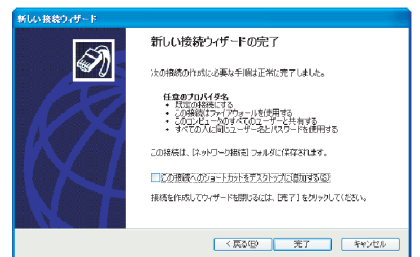 新しい接続ウィザード
新しい接続ウィザードの完了
次の接続の作成に必要な手順は正常に完了しました。
任意のプロバイダ名
• 既定の接続にする
• この接続はファイアウォールを使用する
• このコンピュータのすべてのユーザーと共有する
• すべての人に同じユーザー名とパスワードを使用する
この接続は、[ネットワーク接続] フォルダに保存されます。
この接続へのショートカットをデスクトップに追加する(S)
接続を作成してウィザードを閉じるには、[完了] をクリックしてください。
< 戻る(B)
完了
キャンセル